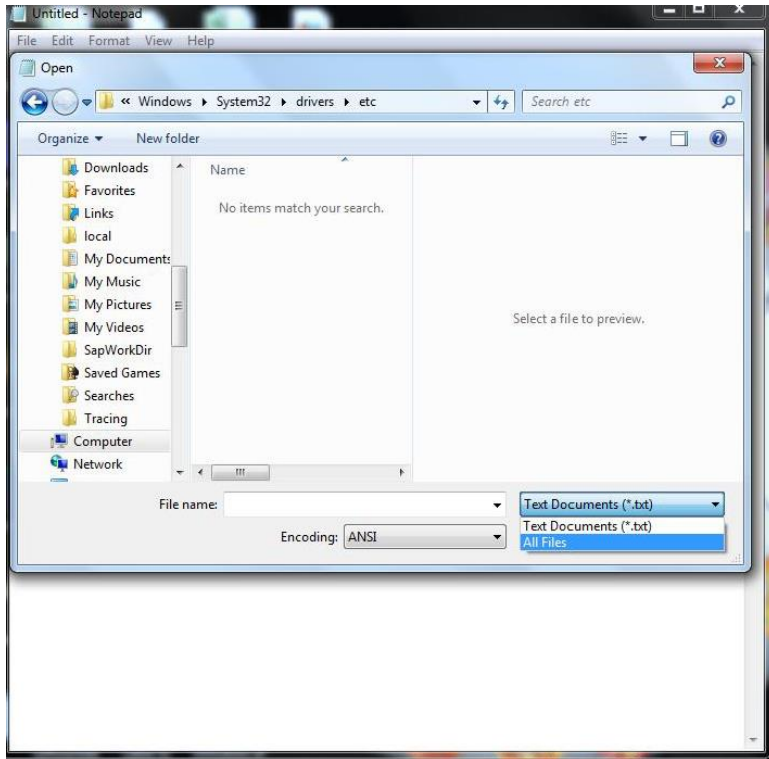 Untitled - Notepad
File Edit Format View Help
Open
« Windows System32 drivers etc
Search etc
Organize New folder
Downloads
Favorites
Links
local
My Documents
My Music
My Pictures
My Videos
SapWorkDir
Saved Games
Searches
Tracing
Computer
Network
Name
No items match your search.
Select a file to preview.
File name:
Text Documents (*.txt)
Text Documents (*.txt)
All Files
Encoding: ANSI